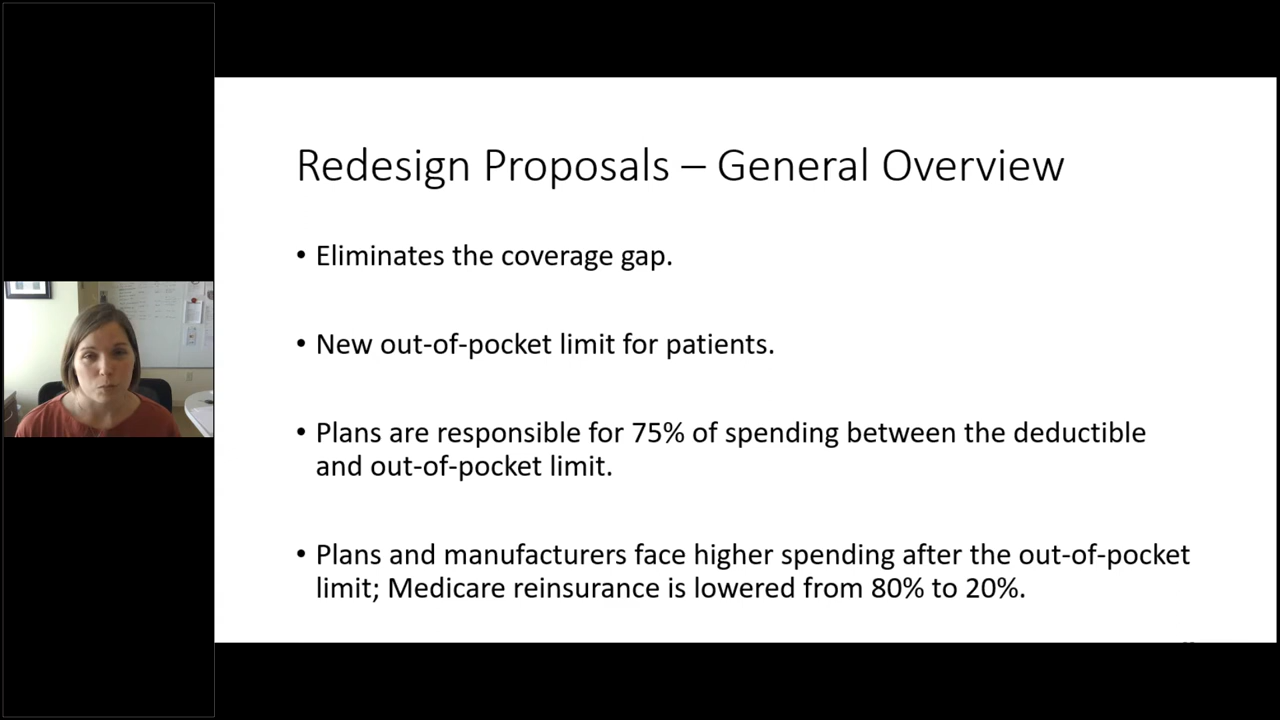 Redesign Proposals – General Overview
• Eliminates the coverage gap.
• New out-of-pocket limit for patients.
• Plans are responsible for 75% of spending between the deductible
and out-of-pocket limit.
• Plans and manufacturers face higher spending after the out-of-pocket
limit; Medicare reinsurance is lowered from 80% to 20%.